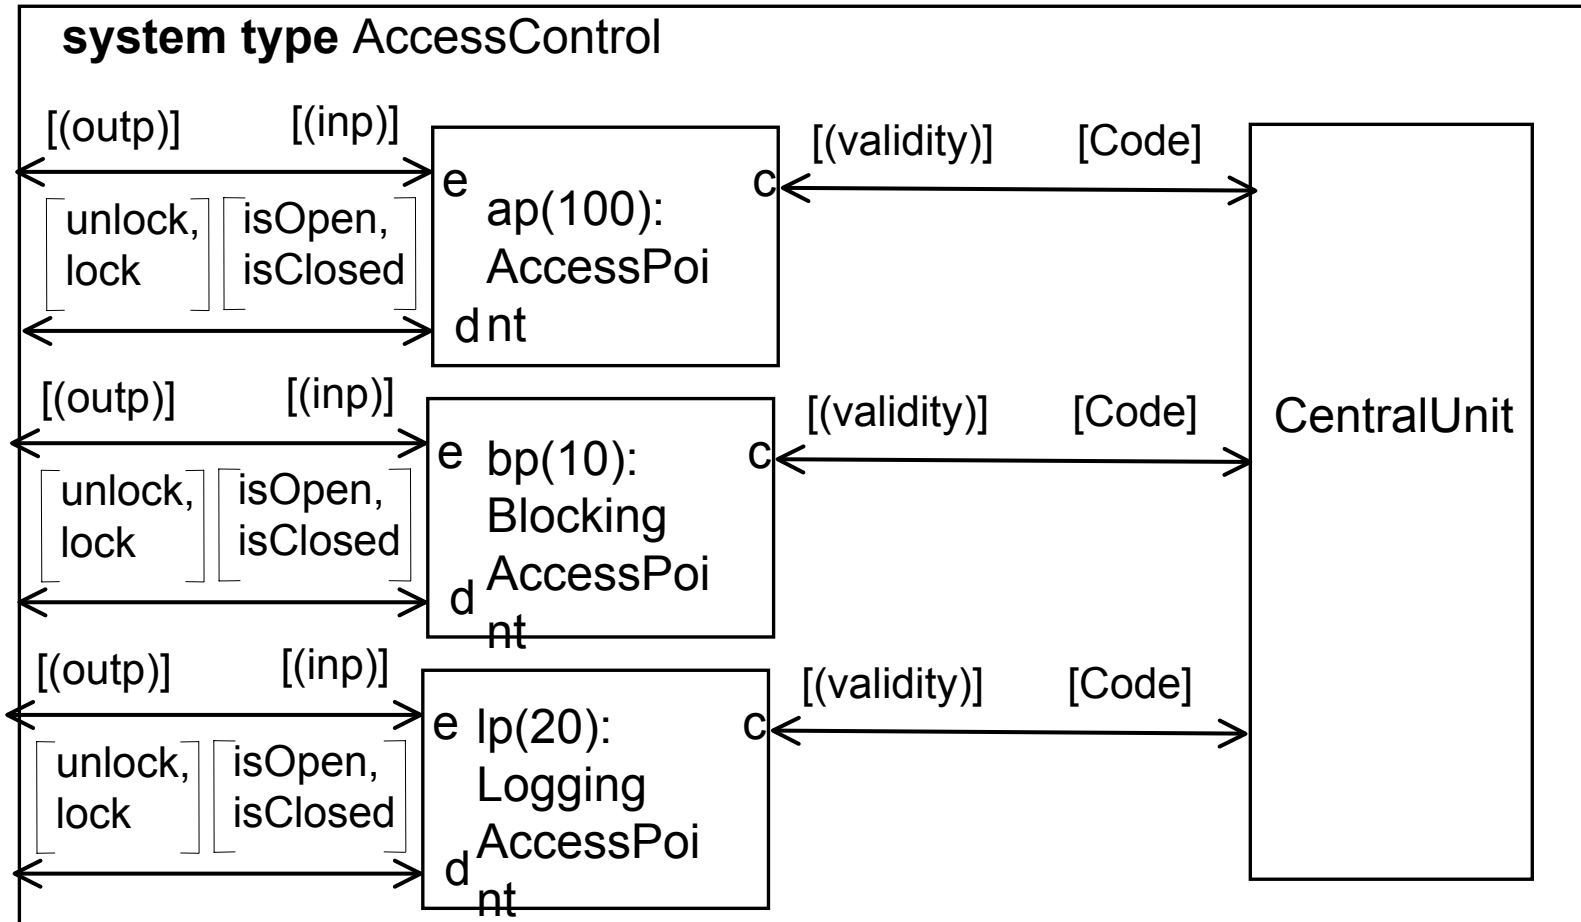 system type AccessControl
[(outp)] [(inp)] [(validity)] [Code]
e c
unlock, isOpen, ap(100):
lock isClosed AccessPoi
d nt
[(outp)] [(inp)] [(validity)] [Code] CentralUnit
e bp(10): c
unlock, isOpen, Blocking
lock isClosed AccessPoi
d nt
[(outp)] [(inp)] [(validity)] [Code]
e lp(20): c
unlock, isOpen, Logging
lock isClosed AccessPoi
d nt